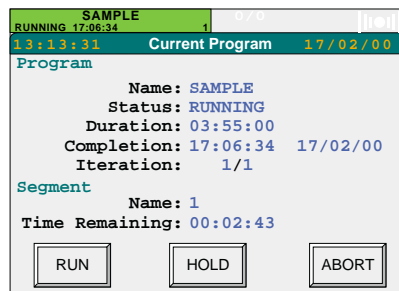 SAMPLE 0/0
RUNNING 17:06:34 1
13:13:31 Current Program 17/02/00
Program
Name: SAMPLE
Status: RUNNING
Duration: 03:55:00
Completion: 17:06:34 17/02/00
Iteration: 1/1
Segment
Name: 1
Time Remaining: 00:02:43
RUN HOLD ABORT